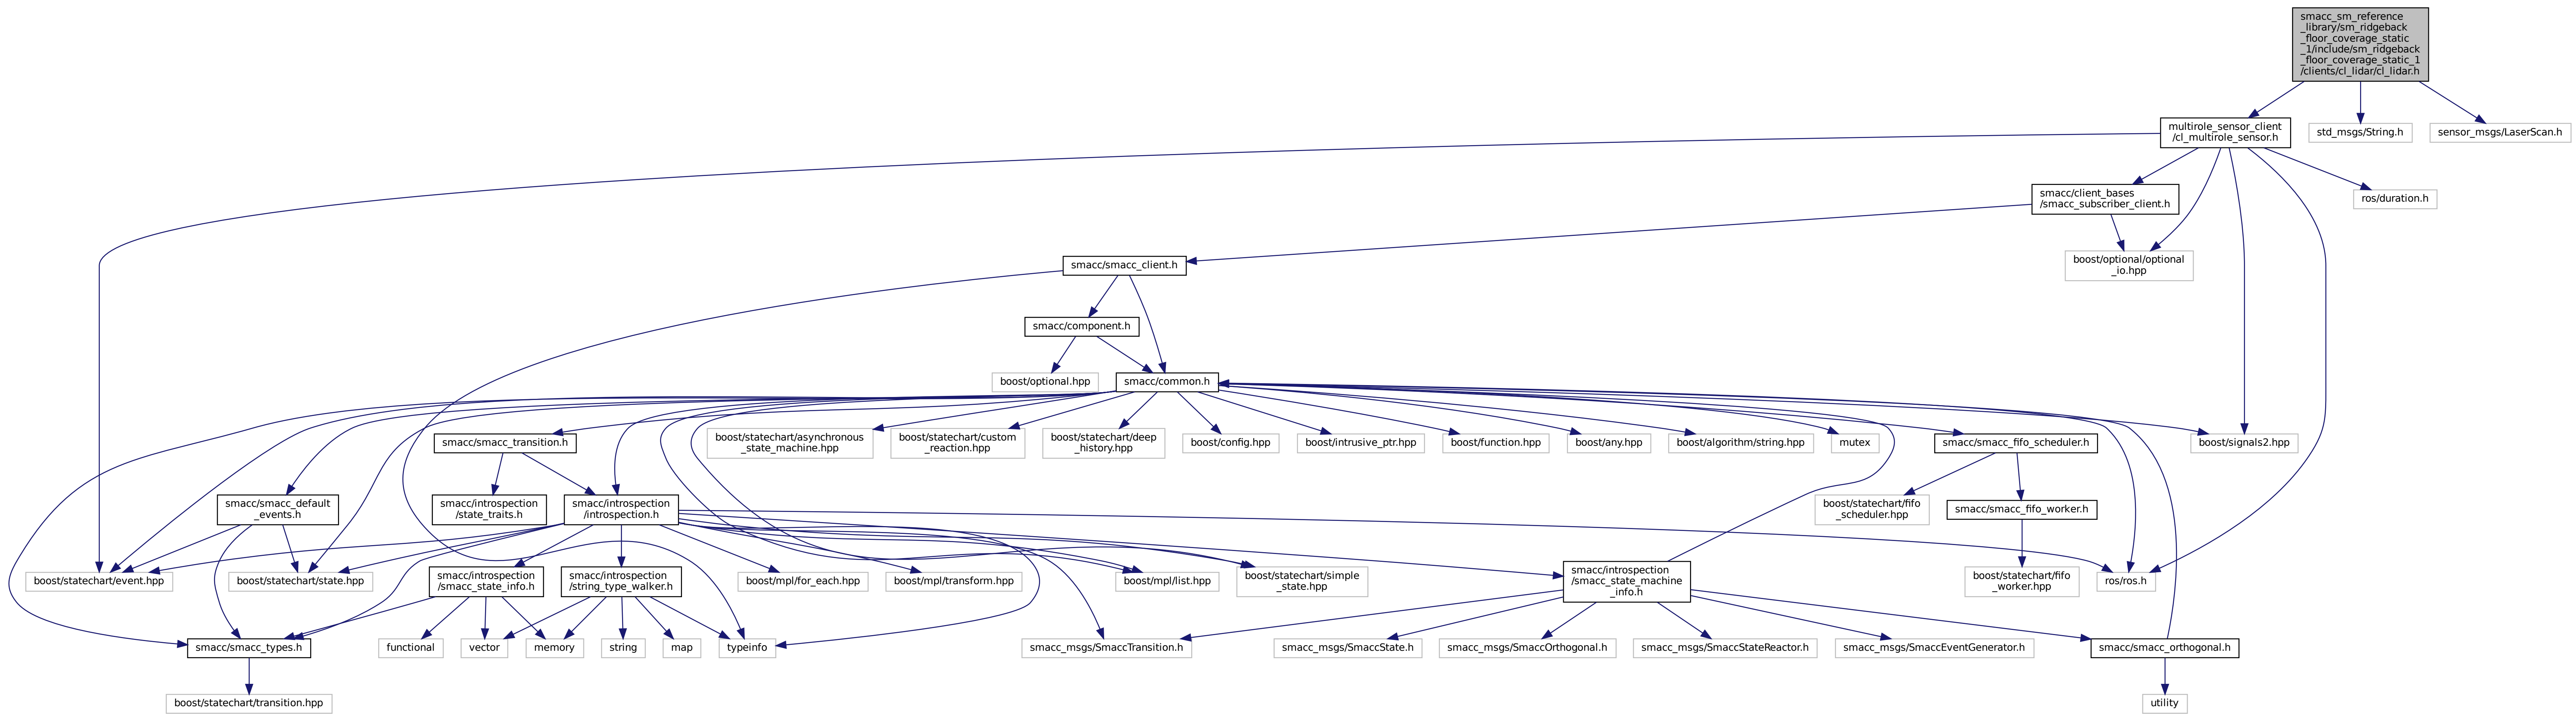 smacc_sm_reference
_library/sm_ridgeback
_floor_coverage_static
_1/include/sm_ridgeback
_floor_coverage_static_1
/clients/cl_lidar/cl_lidar.h
multirole_sensor_client
/cl_multirole_sensor.h
std_msgs/String.h
sensor_msgs/LaserScan.h
smacc/client_bases
/smacc_subscriber_client.h
ros/duration.h
boost/optional/optional
_io.hpp
smacc/smacc_client.h
smacc/component.h
boost/optional.hpp
smacc/common.h
smacc/smacc_transition.h
boost/statechart/asynchronous
_state_machine.hpp
boost/statechart/custom
_reaction.hpp
boost/statechart/deep
_history.hpp
boost/config.hpp
boost/intrusive_ptr.hpp
boost/function.hpp
boost/any.hpp
boost/algorithm/string.hpp
mutex
smacc/smacc_fifo_scheduler.h
boost/signals2.hpp
smacc/smacc_default
_events.h
smacc/introspection
/state_traits.h
smacc/introspection
/introspection.h
boost/statechart/fifo
_scheduler.hpp
smacc/smacc_fifo_worker.h
boost/statechart/event.hpp
boost/statechart/state.hpp
smacc/introspection
/smacc_state_info.h
smacc/introspection
/string_type_walker.h
boost/mpl/for_each.hpp
boost/mpl/transform.hpp
boost/mpl/list.hpp
boost/statechart/simple
_state.hpp
smacc/introspection
/smacc_state_machine
_info.h
boost/statechart/fifo
_worker.hpp
ros/ros.h
smacc/smacc_types.h
functional
vector
memory
string
map
typeinfo
smacc_msgs/SmaccTransition.h
smacc_msgs/SmaccState.h
smacc_msgs/SmaccOrthogonal.h
smacc_msgs/SmaccStateReactor.h
smacc_msgs/SmaccEventGenerator.h
smacc/smacc_orthogonal.h
boost/statechart/transition.hpp
utility